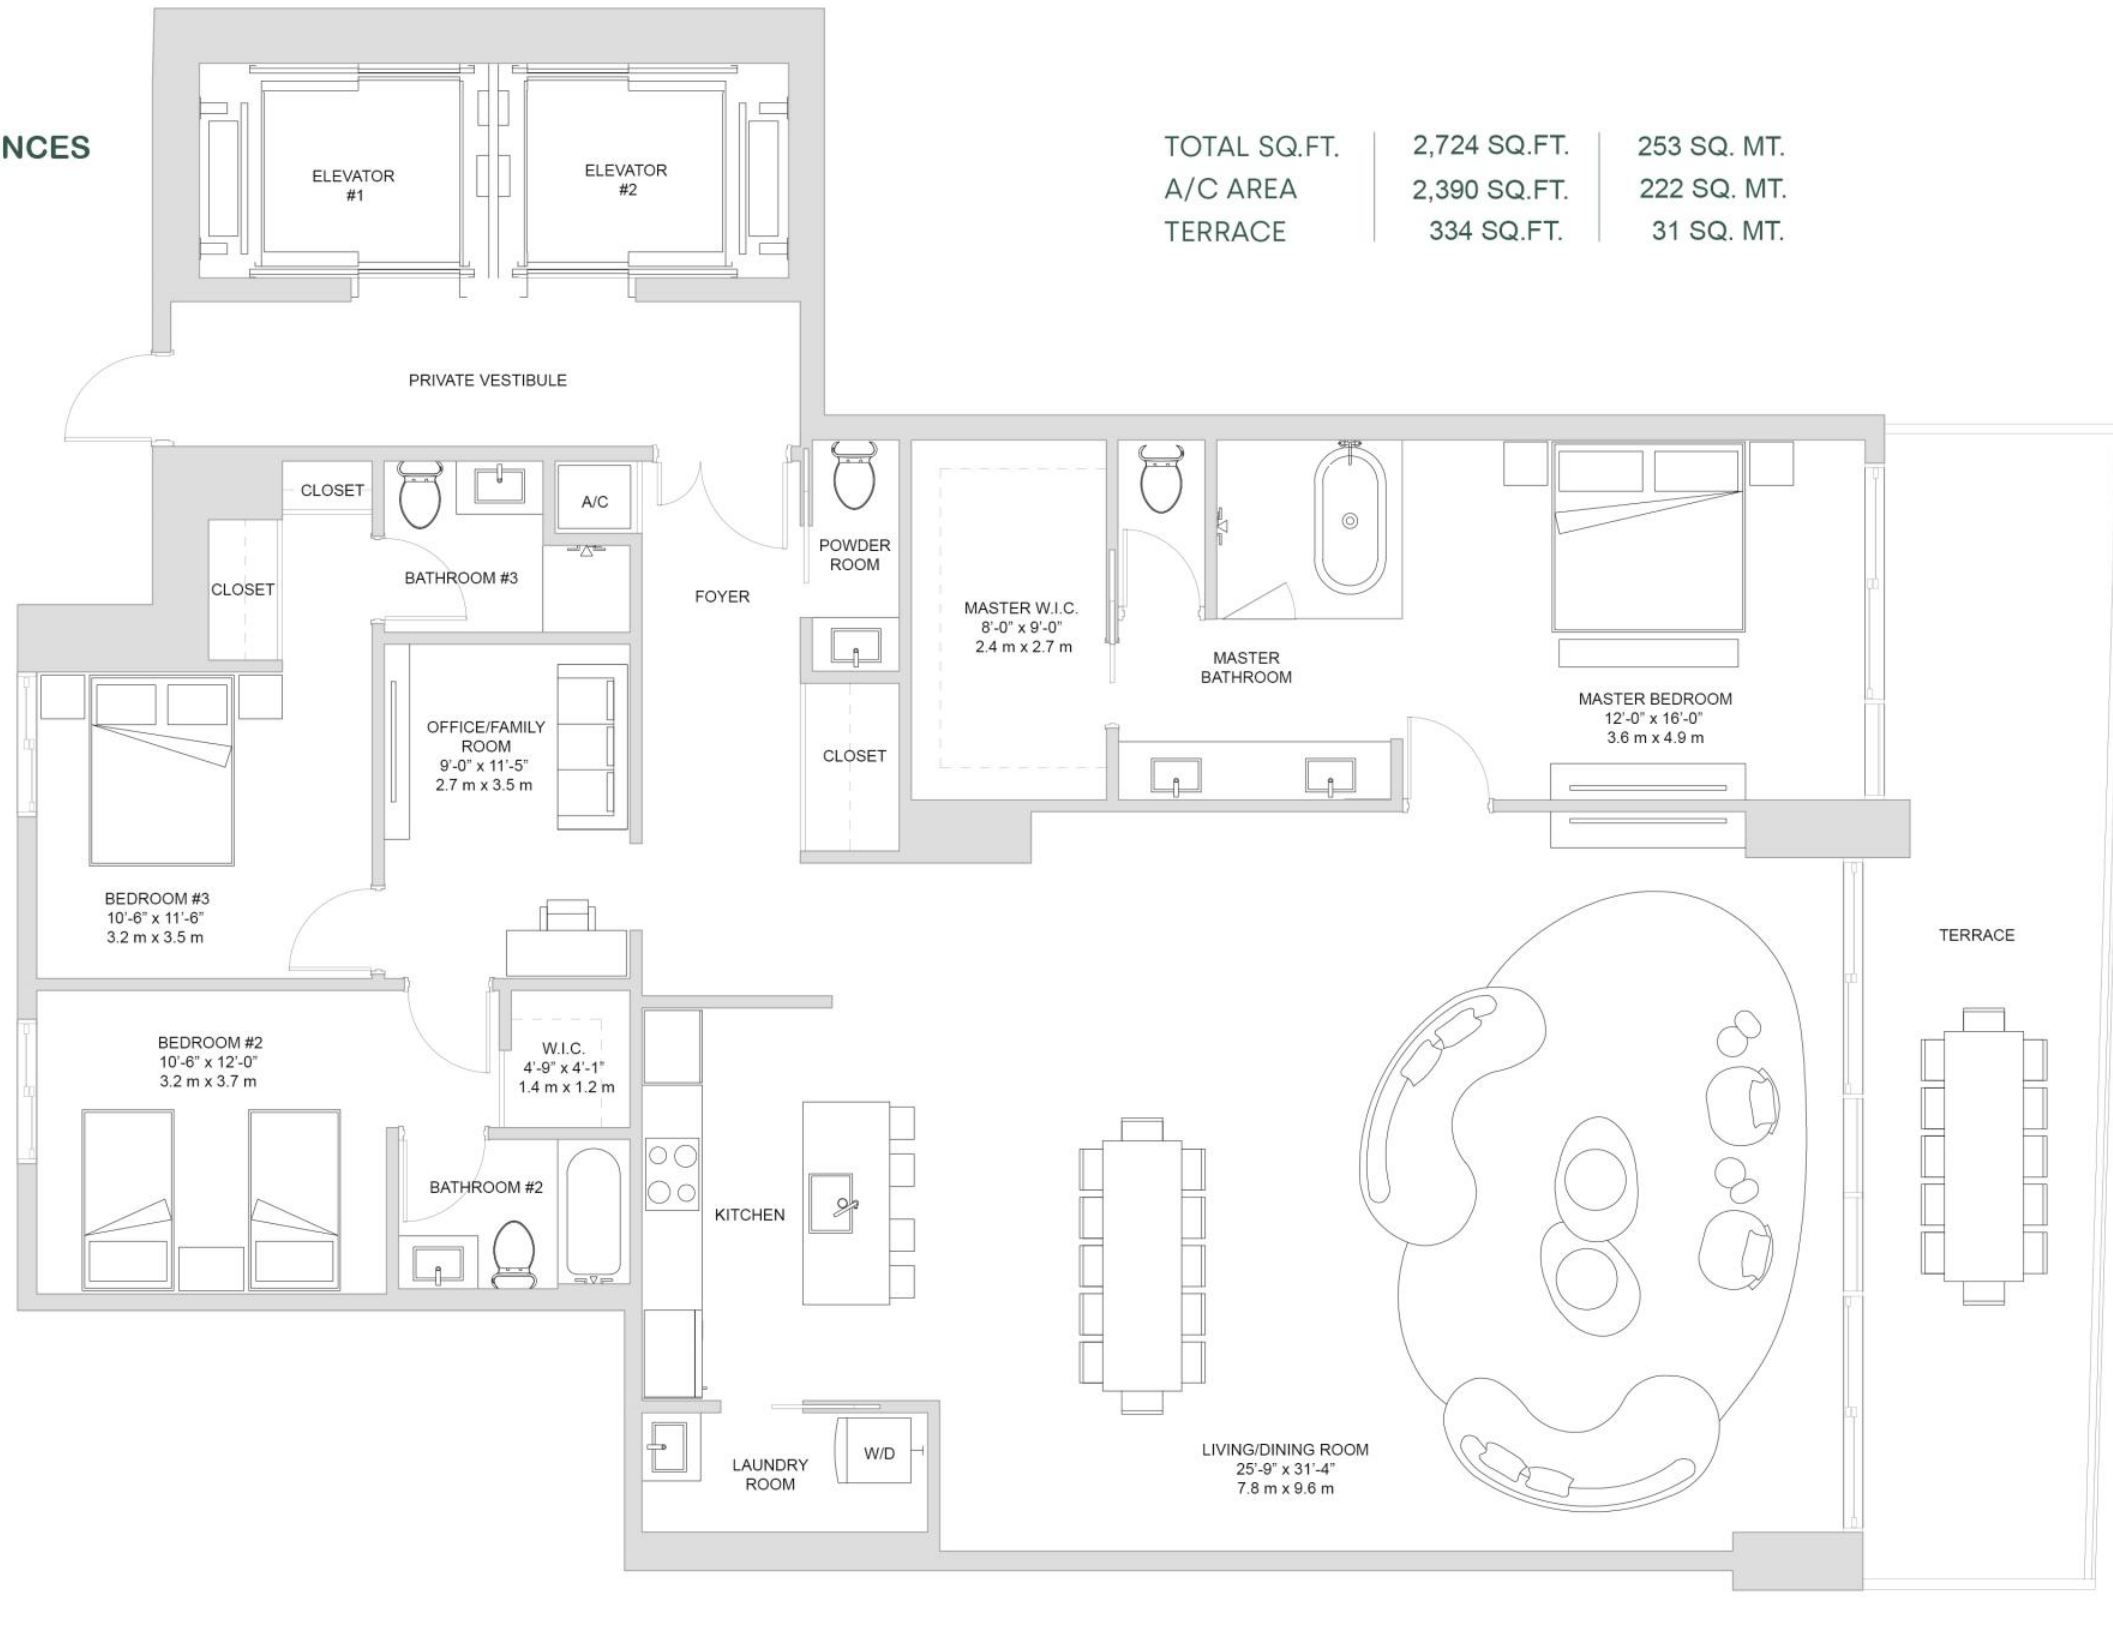 NCES
TOTAL SQ.FT. 2,724 SQ.FT. 253 SQ. MT.
A/C AREA 2,390 SQ.FT. 222 SQ. MT.
TERRACE 334 SQ.FT. 31 SQ. MT.
ELEVATOR
#1
ELEVATOR
#2
PRIVATE VESTIBULE
CLOSET
A/C
CLOSET
BATHROOM #3
FOYER
POWDER
ROOM
MASTER W.I.C.
8'-0" x 9'-0"
2.4 m x 2.7 m
MASTER
BATHROOM
MASTER BEDROOM
12'-0" x 16'-0"
3.6 m x 4.9 m
OFFICE/FAMILY
ROOM
9'-0" x 11'-5"
2.7 m x 3.5 m
CLOSET
BEDROOM #3
10'-6" x 11'-6"
3.2 m x 3.5 m
TERRACE
BEDROOM #2
10'-6" x 12'-0"
3.2 m x 3.7 m
W.I.C.
4'-9" x 4'-1"
1.4 m x 1.2 m
BATHROOM #2
KITCHEN
LAUNDRY
ROOM
W/D
LIVING/DINING ROOM
25'-9" x 31'-4"
7.8 m x 9.6 m